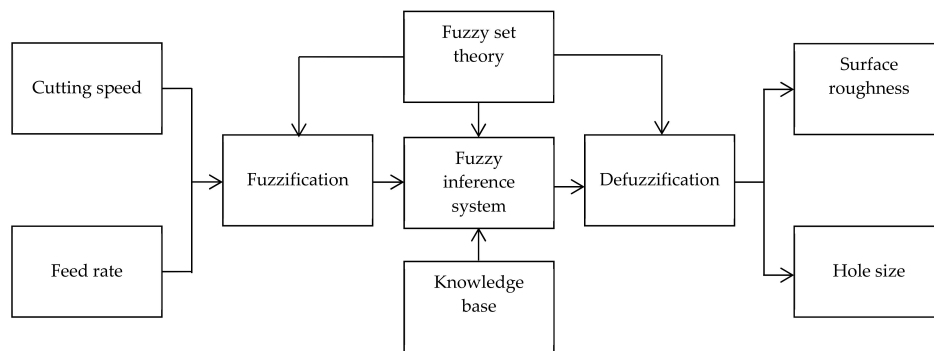 Cutting speed
Feed rate
Fuzzification
Fuzzy set
theory
Fuzzy
inference
system
Knowledge
base
Defuzzification
Surface
roughness
Hole size